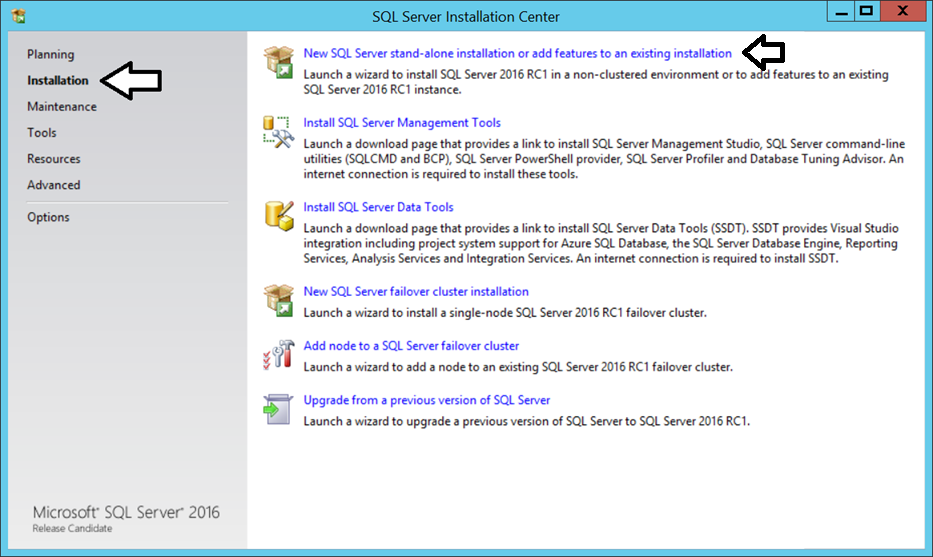 SQL Server Installation Center
Planning
Installation
Maintenance
Tools
Resources
Advanced
Options
New SQL Server stand-alone installation or add features to an existing installation
Launch a wizard to install SQL Server 2016 RC1 in a non-clustered environment or to add features to an existing
SQL Server 2016 RC1 instance.
Install SQL Server Management Tools
Launch a download page that provides a link to install SQL Server Management Studio, SQL Server command-line
utilities (SQLCMD and BCP), SQL Server PowerShell provider, SQL Server Profiler and Database Tuning Advisor. An
internet connection is required to install these tools.
Install SQL Server Data Tools
Launch a download page that provides a link to install SQL Server Data Tools (SSDT). SSDT provides Visual Studio
integration including project system support for Azure SQL Database, the SQL Server Database Engine, Reporting
Services, Analysis Services and Integration Services. An internet connection is required to install SSDT.
New SQL Server failover cluster installation
Launch a wizard to install a single-node SQL Server 2016 RC1 failover cluster.
Add node to a SQL Server failover cluster
Launch a wizard to add a node to an existing SQL Server 2016 RC1 failover cluster.
Upgrade from a previous version of SQL Server
Launch a wizard to upgrade a previous version of SQL Server to SQL Server 2016 RC1.
Microsoft® SQL Server® 2016
Release Candidate